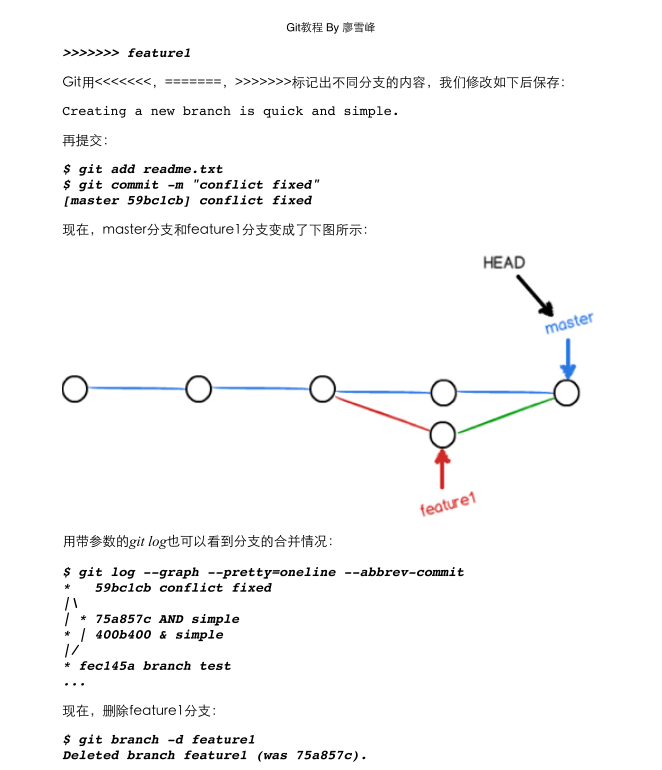 Git教程 By 廖雪峰
>>>>>>> feature1
Git用<<<<<<<，=======，>>>>>>>标记出不同分支的内容，我们修改如下后保存：
Creating a new branch is quick and simple.
再提交：
$ git add readme.txt
$ git commit -m "conflict fixed"
[master 59bc1cb] conflict fixed
现在，master分支和feature1分支变成了下图所示：
HEAD
master
feature1
用带参数的git log也可以看到分支的合并情况：
$ git log --graph --pretty=oneline --abbrev-commit
*   59bc1cb conflict fixed
|\
| * 75a857c AND simple
* | 400b400 & simple
|/
* fec145a branch test
...
现在，删除feature1分支：
$ git branch -d feature1
Deleted branch feature1 (was 75a857c).